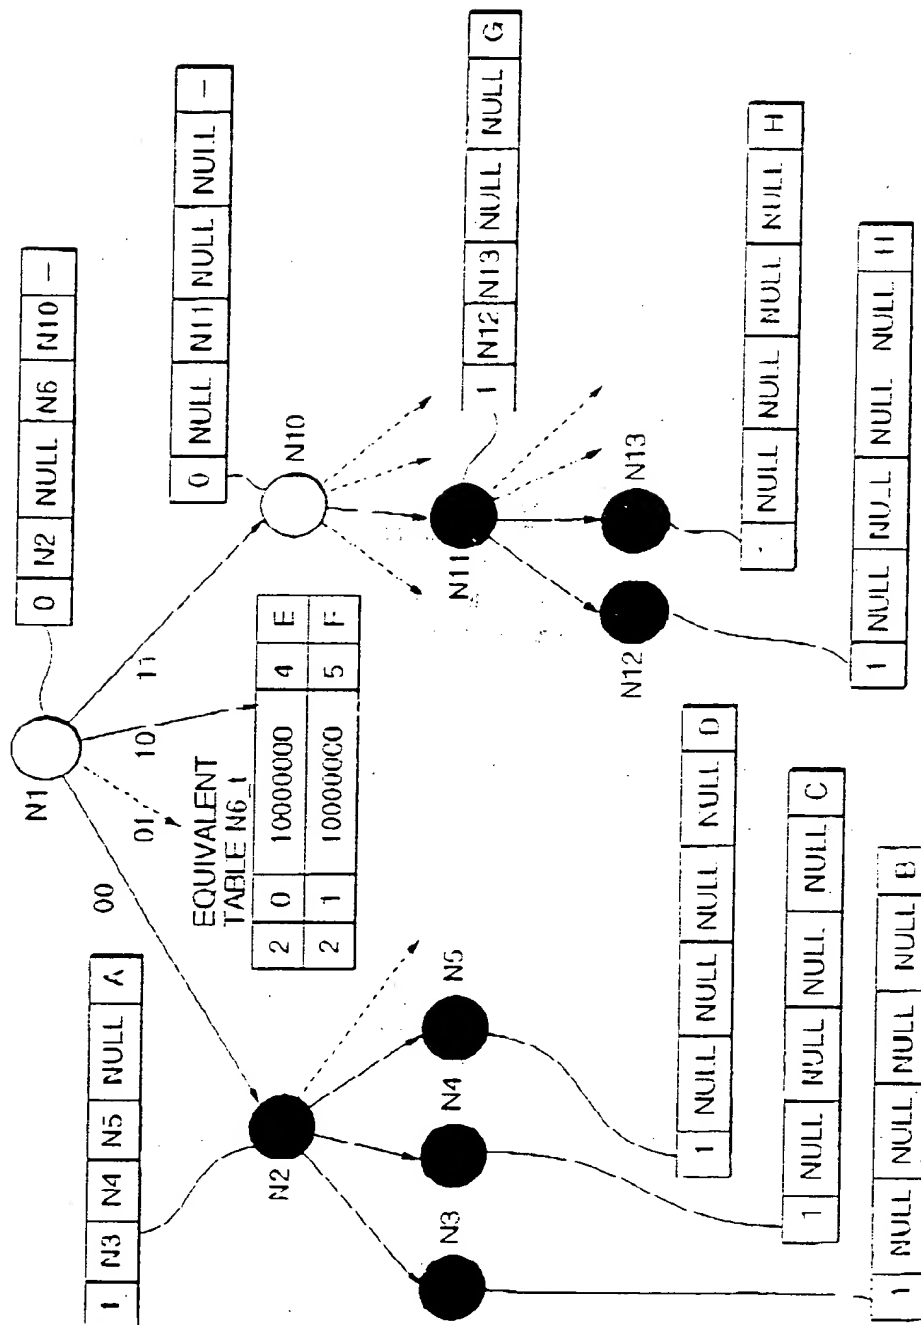 N1
0 N2 NULL N6 N10 —
00
01
10
11
1 N3 N4 N5 NULL A
N2
EQUIVALENT
TABLE N6_t
2 0 10000000 4 E
2 1 100000C0 5 F
N10
0 NULL N11 NULL NULL —
N3
N4
N5
N11
1 N12 N13 NULL NULL G
N12
N13
1 NULL NULL NULL NULL D
NULL NULL NULL NULL H
1 NULL NULL NULL NULL C
1 NULL NULL NULL NULL H
1 NULL NULL NULL NULL B